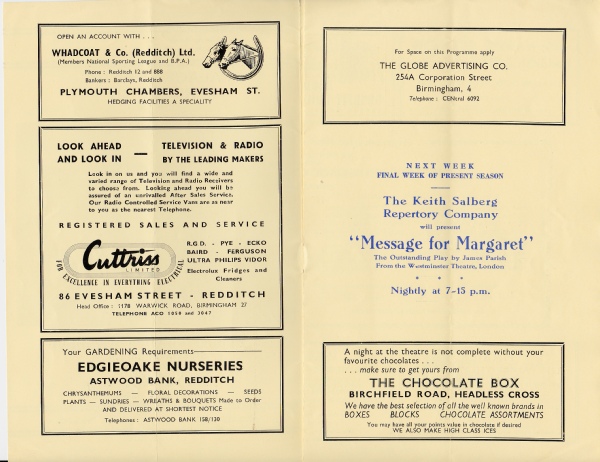 OPEN AN ACCOUNT WITH . . .
WHADCOAT & Co. (Redditch) Ltd.
(Members National Sporting League and B.P.A.)
Phone : Redditch 12 and 888
Bankers : Barclays, Redditch
PLYMOUTH CHAMBERS, EVESHAM ST.
HEDGING FACILITIES A SPECIALITY
LOOK AHEAD AND LOOK IN — TELEVISION & RADIO BY THE LEADING MAKERS
Look in on us and you will find a wide and
varied range of Television and Radio Receivers
to choose from. Looking ahead you will be
assured of an unrivalled After Sales Service.
Our Radio Controlled Service Vans are as near
to you as the nearest Telephone.
REGISTERED SALES AND SERVICE
Cuttriss
LIMITED
FOR EXCELLENCE IN EVERYTHING ELECTRICAL
R.G.D. - PYE - ECKO
BAIRD - FERGUSON
ULTRA PHILIPS VIDOR
Electrolux Fridges and
Cleaners
86 EVESHAM STREET - REDDITCH
Head Office : 1178 WARWICK ROAD, BIRMINGHAM 27
TELEPHONE ACO 1050 and 3047
Your GARDENING Requirements—
EDGIEOAKE NURSERIES
ASTWOOD BANK, REDDITCH
CHRYSANTHEMUMS — FLORAL DECORATIONS — SEEDS
PLANTS — SUNDRIES — WREATHS & BOUQUETS Made to Order
AND DELIVERED AT SHORTEST NOTICE
Telephones : ASTWOOD BANK 158/120
For Space on this Programme apply
THE GLOBE ADVERTISING CO.
254A Corporation Street
Birmingham, 4
Telephone : CENtral 6092
NEXT WEEK
FINAL WEEK OF PRESENT SEASON
The Keith Salberg
Repertory Company
will present
"Message for Margaret"
The Outstanding Play by James Parish
From the Westminster Theatre, London
* * *
Nightly at 7-15 p.m.
A night at the theatre is not complete without your
favourite chocolates . . .
. . . make sure to get yours from
THE CHOCOLATE BOX
BIRCHFIELD ROAD, HEADLESS CROSS
We have the best selection of all the well known brands in
BOXES BLOCKS CHOCOLATE ASSORTMENTS
You may have all your points value in chocolate if desired
WE ALSO MAKE HIGH CLASS ICES